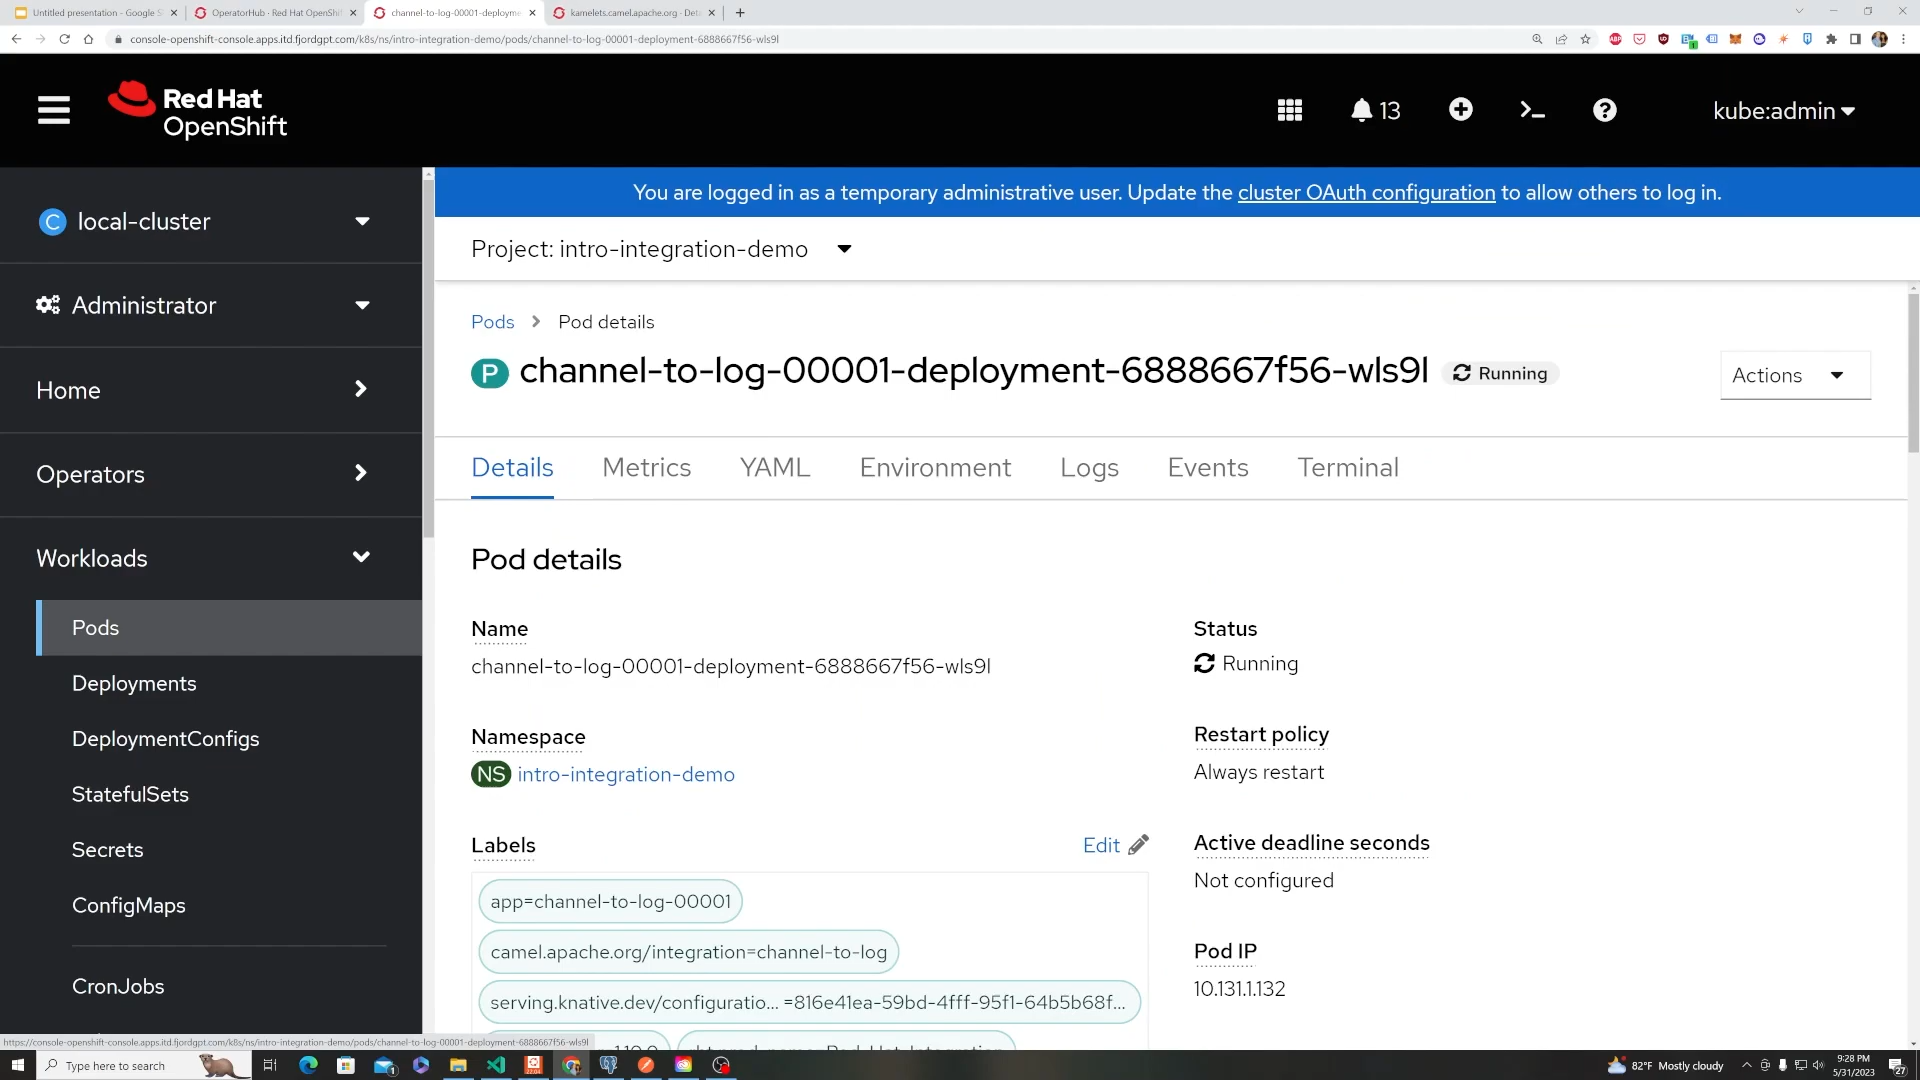 Untitled presentation - Google S
OperatorHub · Red Hat OpenShift
channel-to-log-00001-deployme
kamelets.camel.apache.org · Det
console-openshift-console.apps.itd.fjordgpt.com/k8s/ns/intro-integration-demo/pods/channel-to-log-00001-deployment-6888667f56-wls9l
Red Hat
OpenShift
13
kube:admin
You are logged in as a temporary administrative user. Update the cluster OAuth configuration to allow others to log in.
C local-cluster
Administrator
Home
Operators
Workloads
Pods
Deployments
DeploymentConfigs
StatefulSets
Secrets
ConfigMaps
CronJobs
Project: intro-integration-demo
Pods > Pod details
P channel-to-log-00001-deployment-6888667f56-wls9l Running
Actions
Details Metrics YAML Environment Logs Events Terminal
Pod details
Name
channel-to-log-00001-deployment-6888667f56-wls9l
Namespace
NS intro-integration-demo
Labels Edit
app=channel-to-log-00001
camel.apache.org/integration=channel-to-log
serving.knative.dev/configuratio... =816e41ea-59bd-4fff-95f1-64b5b68f...
Status
Running
Restart policy
Always restart
Active deadline seconds
Not configured
Pod IP
10.131.1.132
https://console-openshift-console.apps.itd.fjordgpt.com/k8s/ns/intro-integration-demo/pods/channel-to-log-00001-deployment-6888667f56-wls9l
Type here to search
82°F Mostly cloudy
9:28 PM
5/31/2023
27